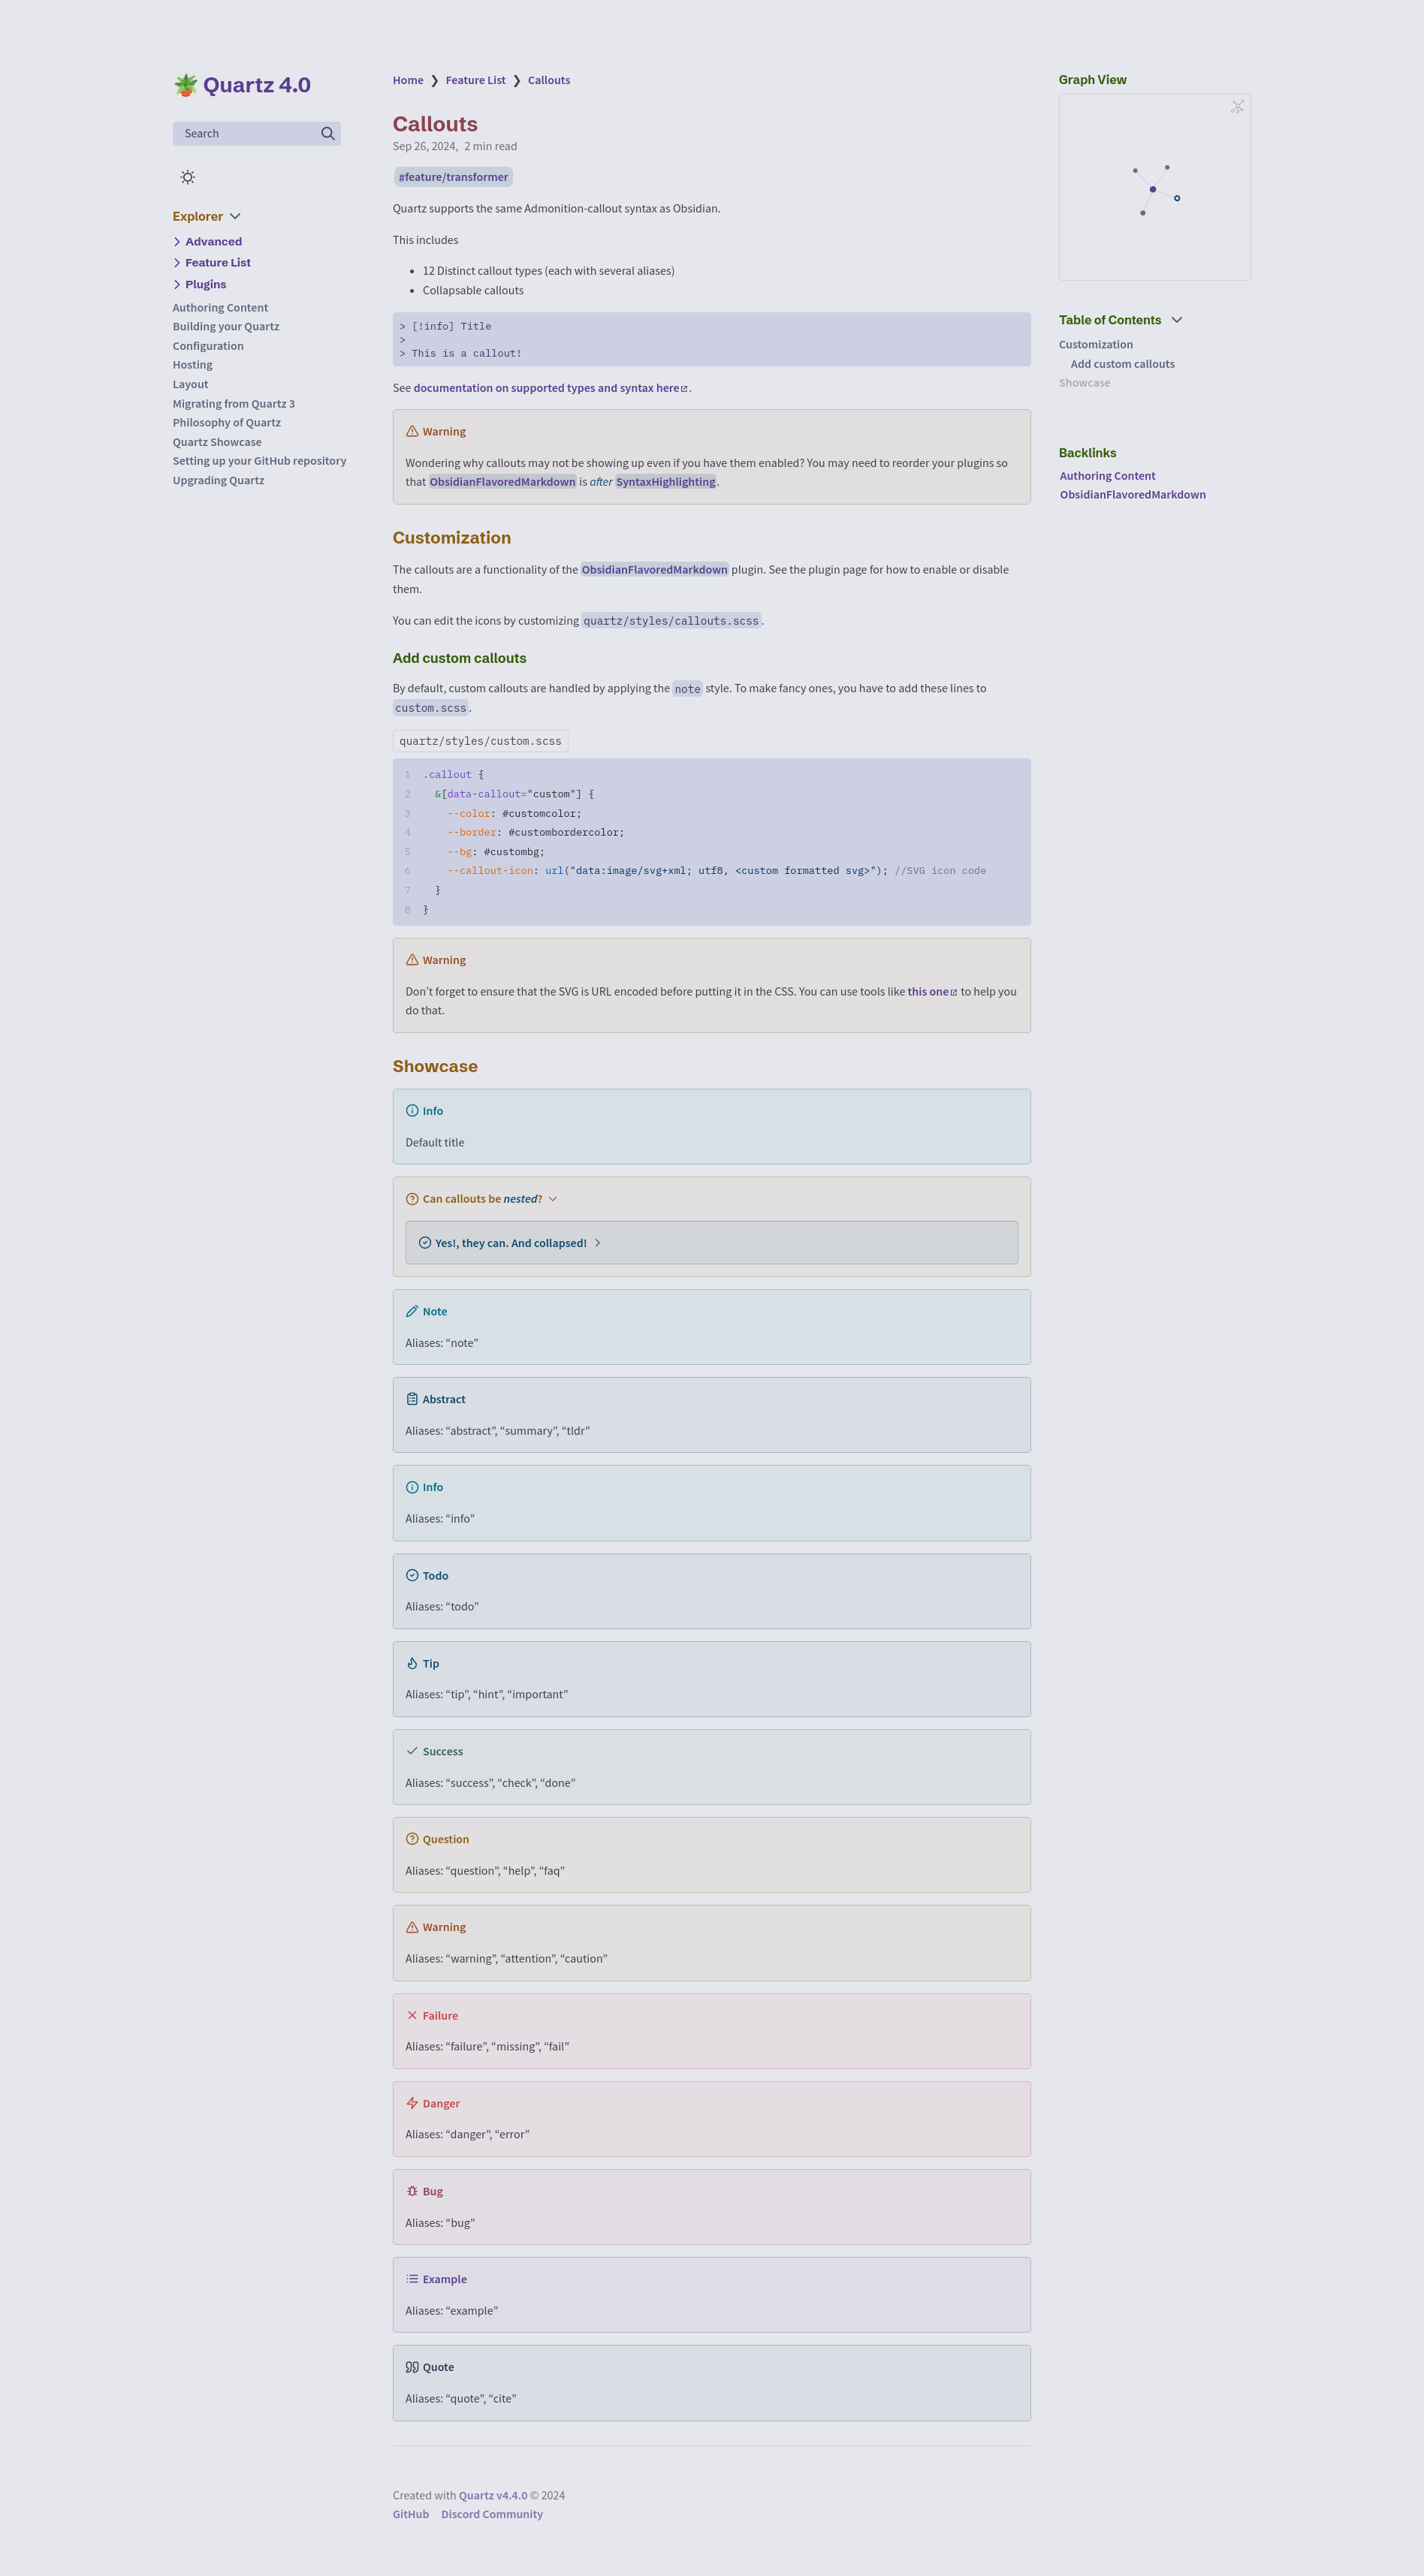 🪴 Quartz 4.0
Search
Explorer
Advanced
Feature List
Plugins
Authoring Content
Building your Quartz
Configuration
Hosting
Layout
Migrating from Quartz 3
Philosophy of Quartz
Quartz Showcase
Setting up your GitHub repository
Upgrading Quartz
Home ❯ Feature List ❯ Callouts
Callouts
Sep 26, 2024, 2 min read
#feature/transformer
Quartz supports the same Admonition-callout syntax as Obsidian.
This includes
• 12 Distinct callout types (each with several aliases)
• Collapsable callouts
> [!info] Title
>
> This is a callout!
See documentation on supported types and syntax here.
Warning
Wondering why callouts may not be showing up even if you have them enabled? You may need to reorder your plugins so
that ObsidianFlavoredMarkdown is after SyntaxHighlighting.
Customization
The callouts are a functionality of the ObsidianFlavoredMarkdown plugin. See the plugin page for how to enable or disable
them.
You can edit the icons by customizing quartz/styles/callouts.scss.
Add custom callouts
By default, custom callouts are handled by applying the note style. To make fancy ones, you have to add these lines to
custom.scss.
quartz/styles/custom.scss
1 .callout {
2   &[data-callout="custom"] {
3     --color: #customcolor;
4     --border: #custombordercolor;
5     --bg: #custombg;
6     --callout-icon: url("data:image/svg+xml; utf8, <custom formatted svg>"); //SVG icon code
7   }
8 }
Warning
Don’t forget to ensure that the SVG is URL encoded before putting it in the CSS. You can use tools like this one to help you
do that.
Showcase
Info
Default title
Can callouts be nested?
Yes!, they can. And collapsed!
Note
Aliases: “note”
Abstract
Aliases: “abstract”, “summary”, “tldr”
Info
Aliases: “info”
Todo
Aliases: “todo”
Tip
Aliases: “tip”, “hint”, “important”
Success
Aliases: “success”, “check”, “done”
Question
Aliases: “question”, “help”, “faq”
Warning
Aliases: “warning”, “attention”, “caution”
Failure
Aliases: “failure”, “missing”, “fail”
Danger
Aliases: “danger”, “error”
Bug
Aliases: “bug”
Example
Aliases: “example”
Quote
Aliases: “quote”, “cite”
Created with Quartz v4.4.0 © 2024
GitHub Discord Community
Graph View
Table of Contents
Customization
Add custom callouts
Showcase
Backlinks
Authoring Content
ObsidianFlavoredMarkdown